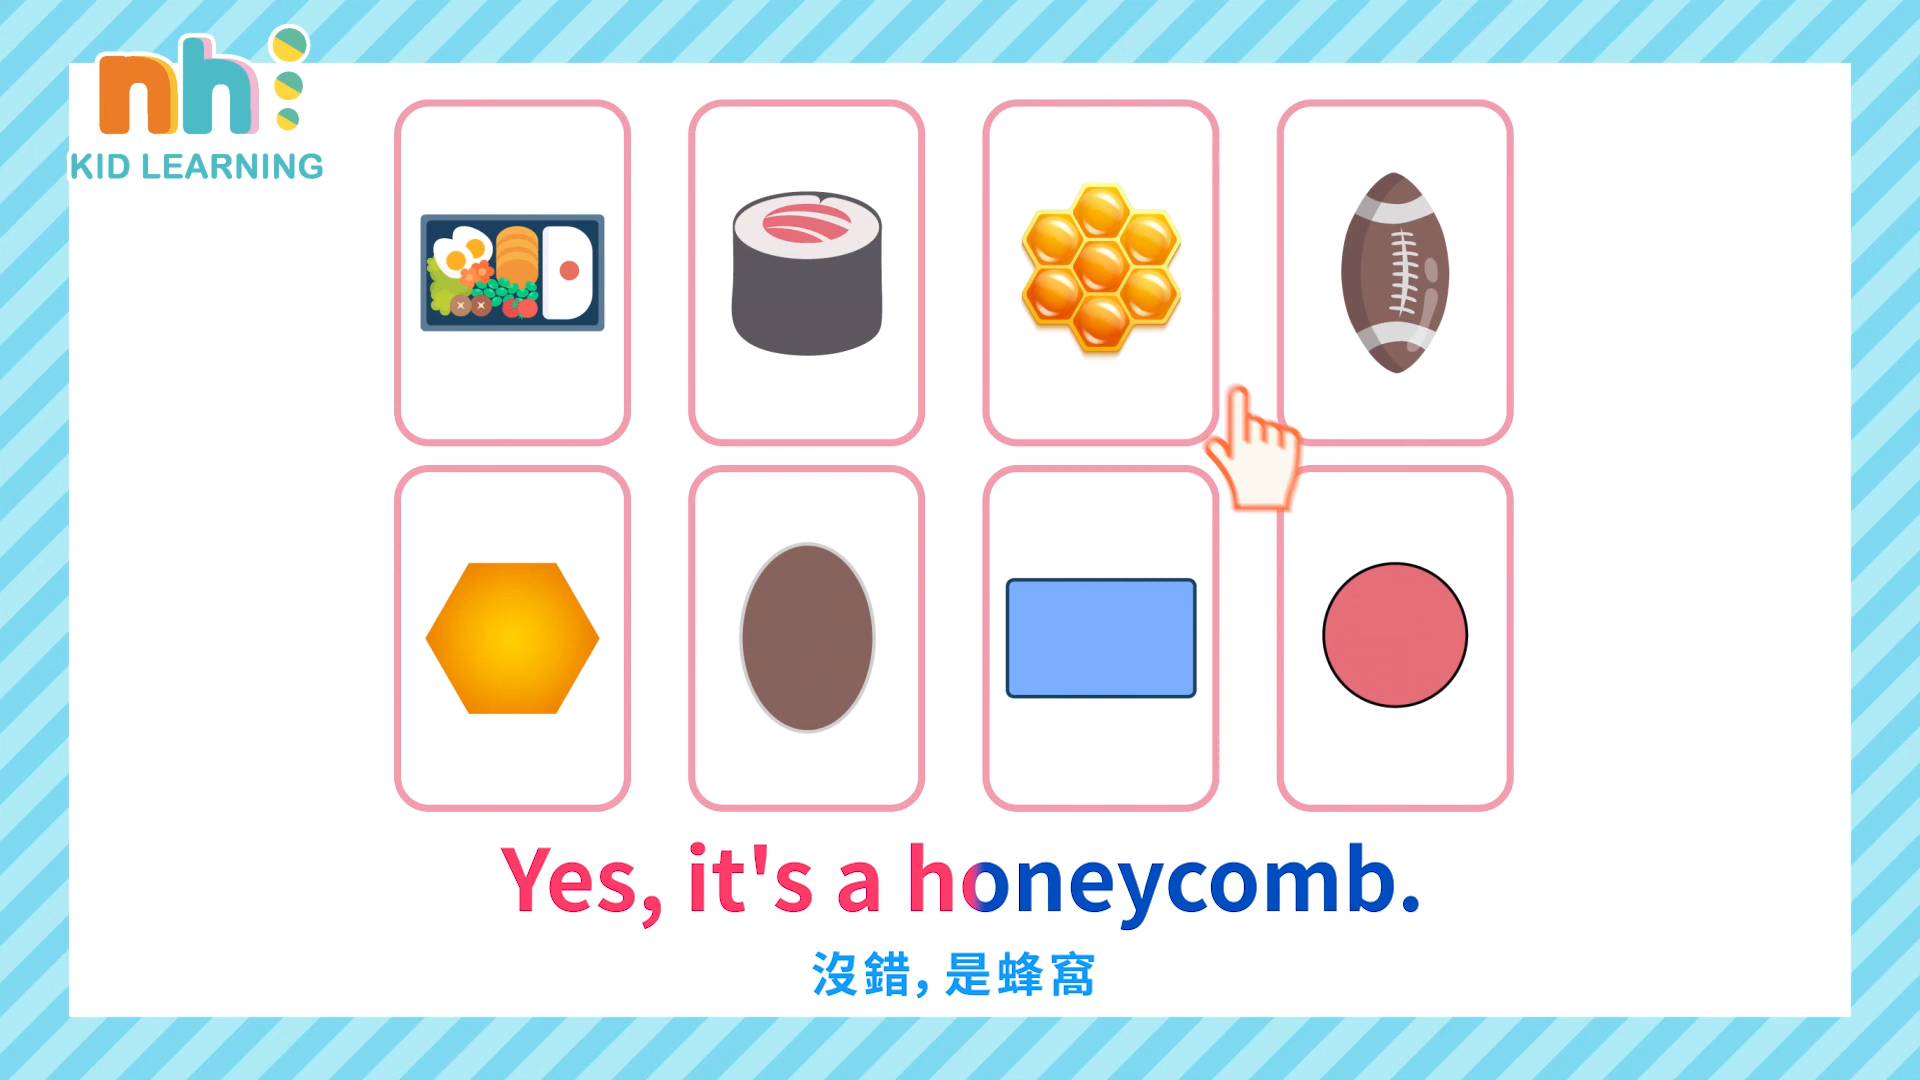 nh
KID LEARNING
Yes, it's a honeycomb.
沒錯，是蜂窩